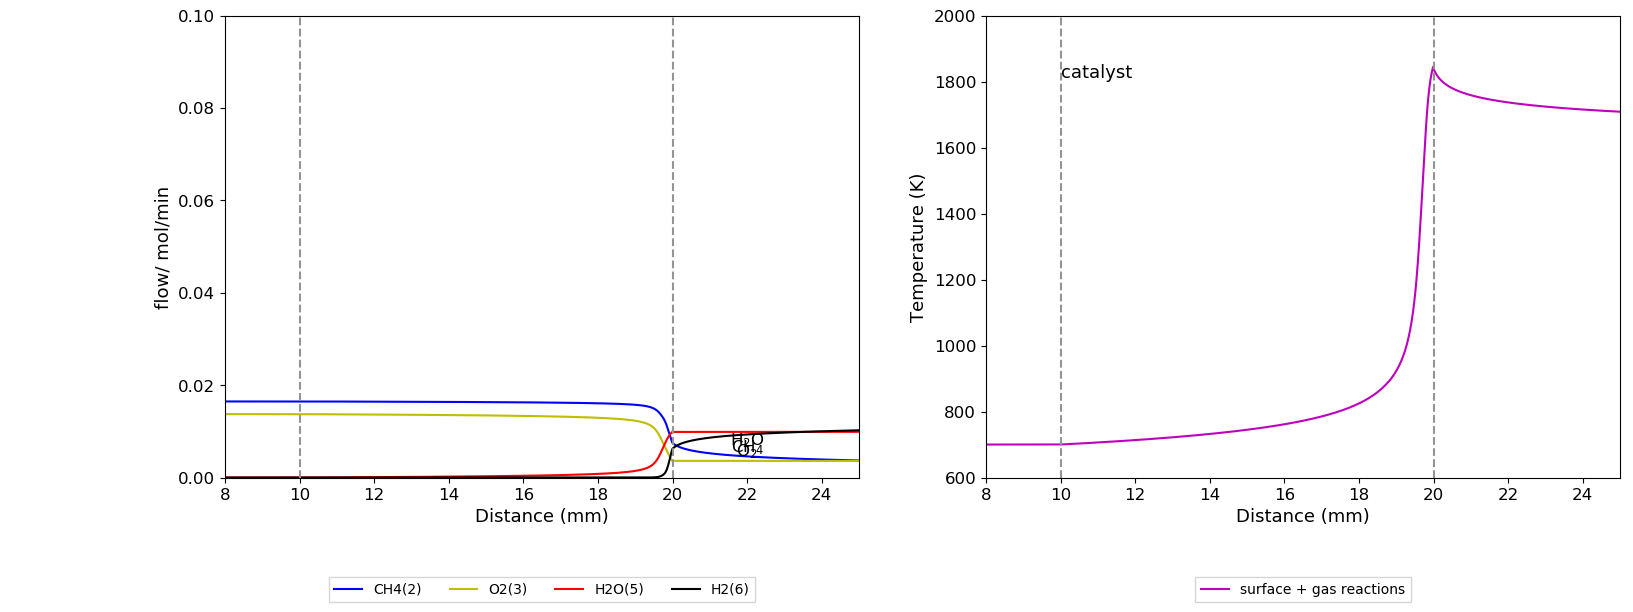 0.10
0.08
0.06
0.04
0.02
0.00
flow/ mol/min
8 10 12 14 16 18 20 22 24
Distance (mm)
CH4(2) O2(3) H2O(5) H2(6)
2000
1800
1600
1400
1200
1000
800
600
Temperature (K)
catalyst
8 10 12 14 16 18 20 22 24
Distance (mm)
surface + gas reactions